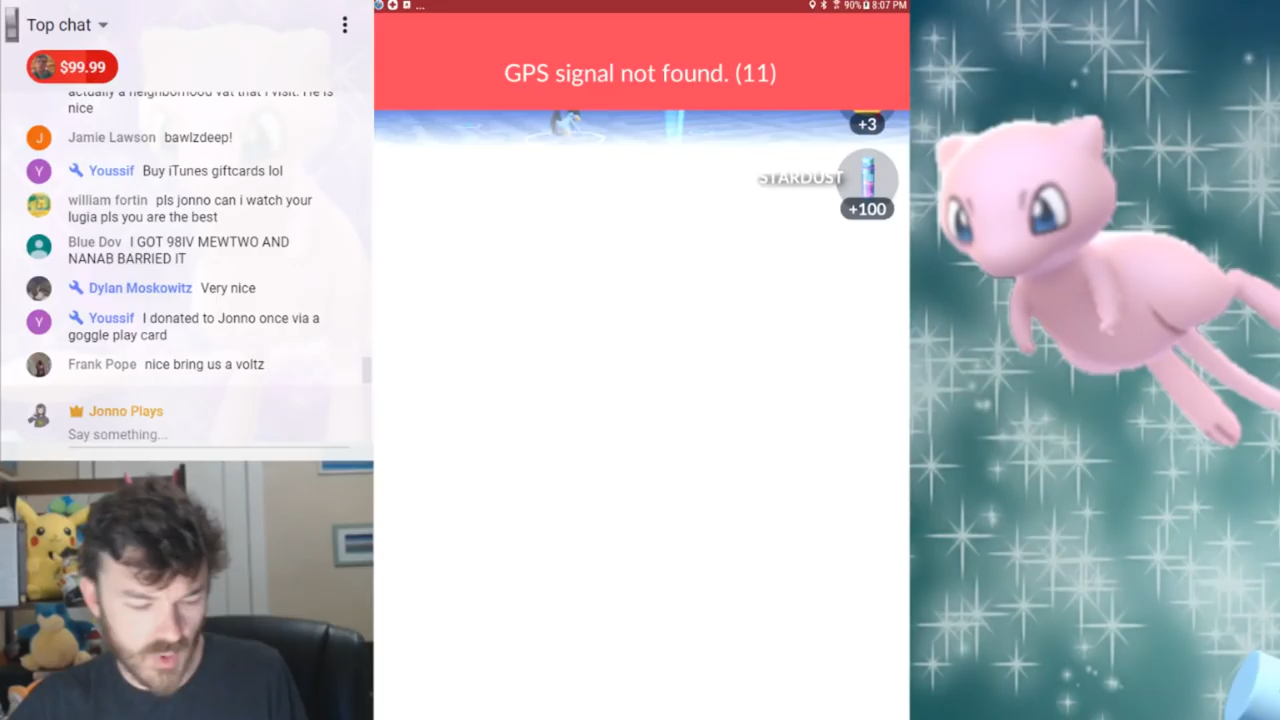 Top chat
$99.99
actually a neighborhood vat that I visit. He is
nice
J
Jamie Lawson bawlzdeep!
Y
Youssif Buy iTunes giftcards lol
william fortin pls jonno can i watch your
lugia pls you are the best
Blue Dov I GOT 98IV MEWTWO AND
NANAB BARRIED IT
Dylan Moskowitz Very nice
Y
Youssif I donated to Jonno once via a
goggle play card
Frank Pope nice bring us a voltz
Jonno Plays
Say something...
... 90% 8:07 PM
GPS signal not found. (11)
+3
STARDUST
+100